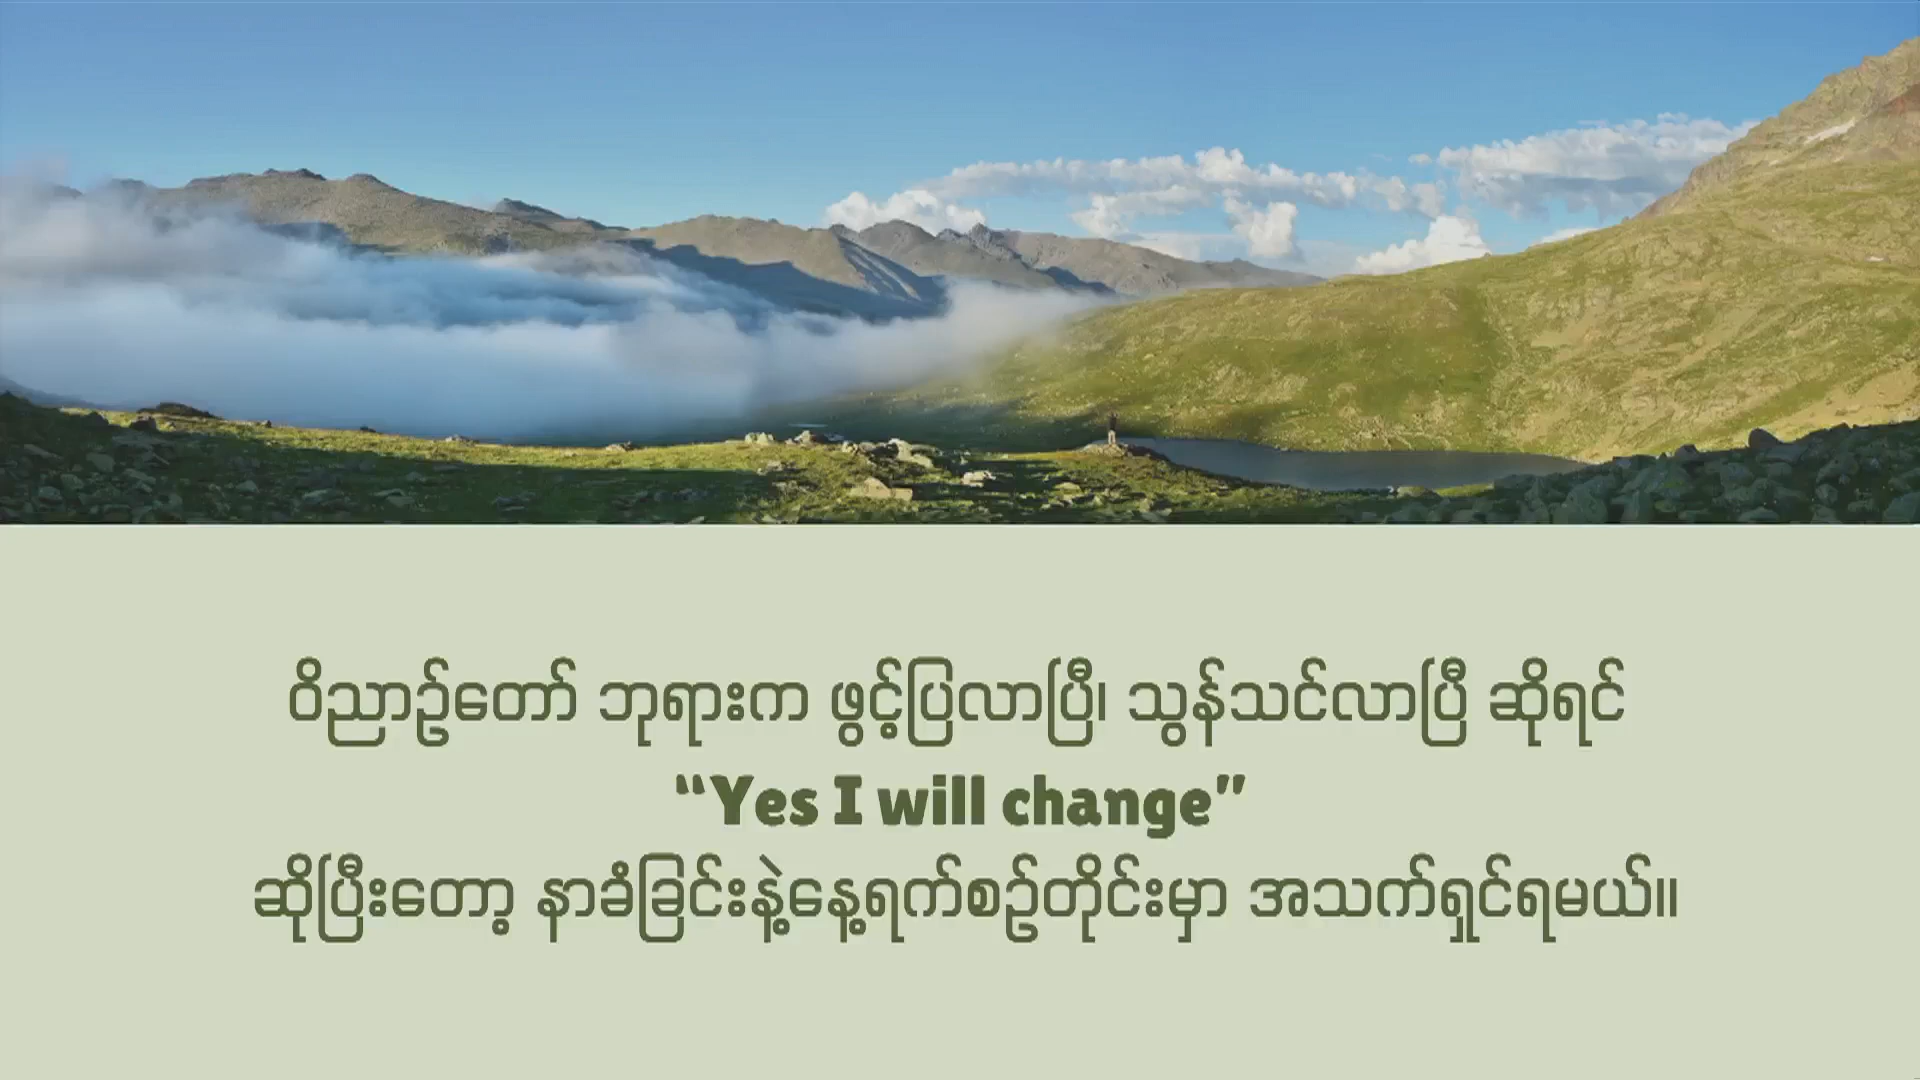 ဝိညာဉ်တော် ဘုရားက ဖွင့်ပြလာပြီ၊ သွန်သင်လာပြီ ဆိုရင်
“Yes I will change”
ဆိုပြီးတော့ နာခံခြင်းနဲ့နေ့ရက်စဉ်တိုင်းမှာ အသက်ရှင်ရမယ်။